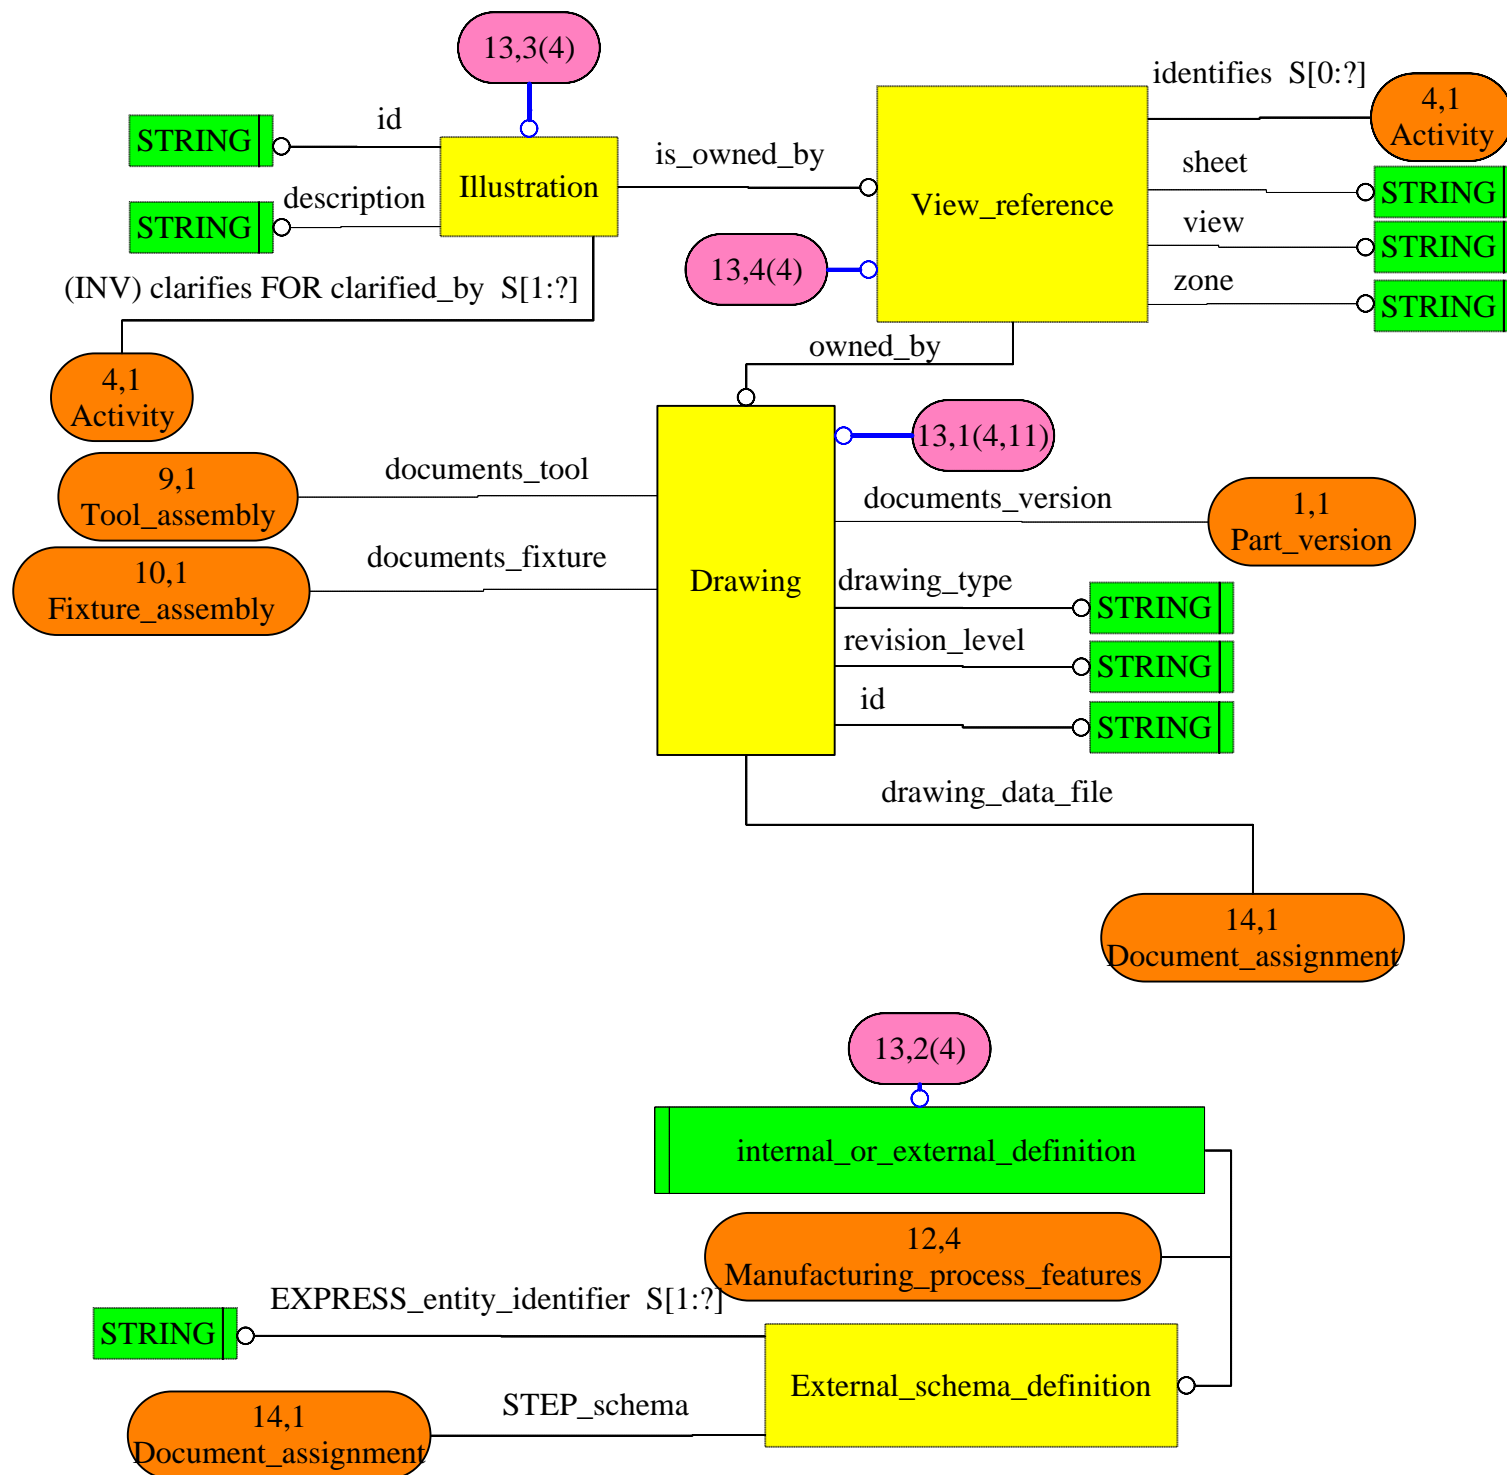 13,3(4)
identifies  S[0:?]
4,1
Activity
id
STRING
is_owned_by
sheet
Illustration
description
STRING
View_reference
STRING
view
STRING
13,4(4)
zone
STRING
(INV) clarifies FOR clarified_by  S[1:?]
owned_by
4,1
Activity
13,1(4,11)
documents_tool
9,1
Tool_assembly
documents_version
1,1
Part_version
documents_fixture
10,1
Fixture_assembly
Drawing
drawing_type
STRING
revision_level
STRING
id
STRING
drawing_data_file
14,1
Document_assignment
13,2(4)
internal_or_external_definition
12,4
Manufacturing_process_features
EXPRESS_entity_identifier  S[1:?]
STRING
External_schema_definition
STEP_schema
14,1
Document_assignment